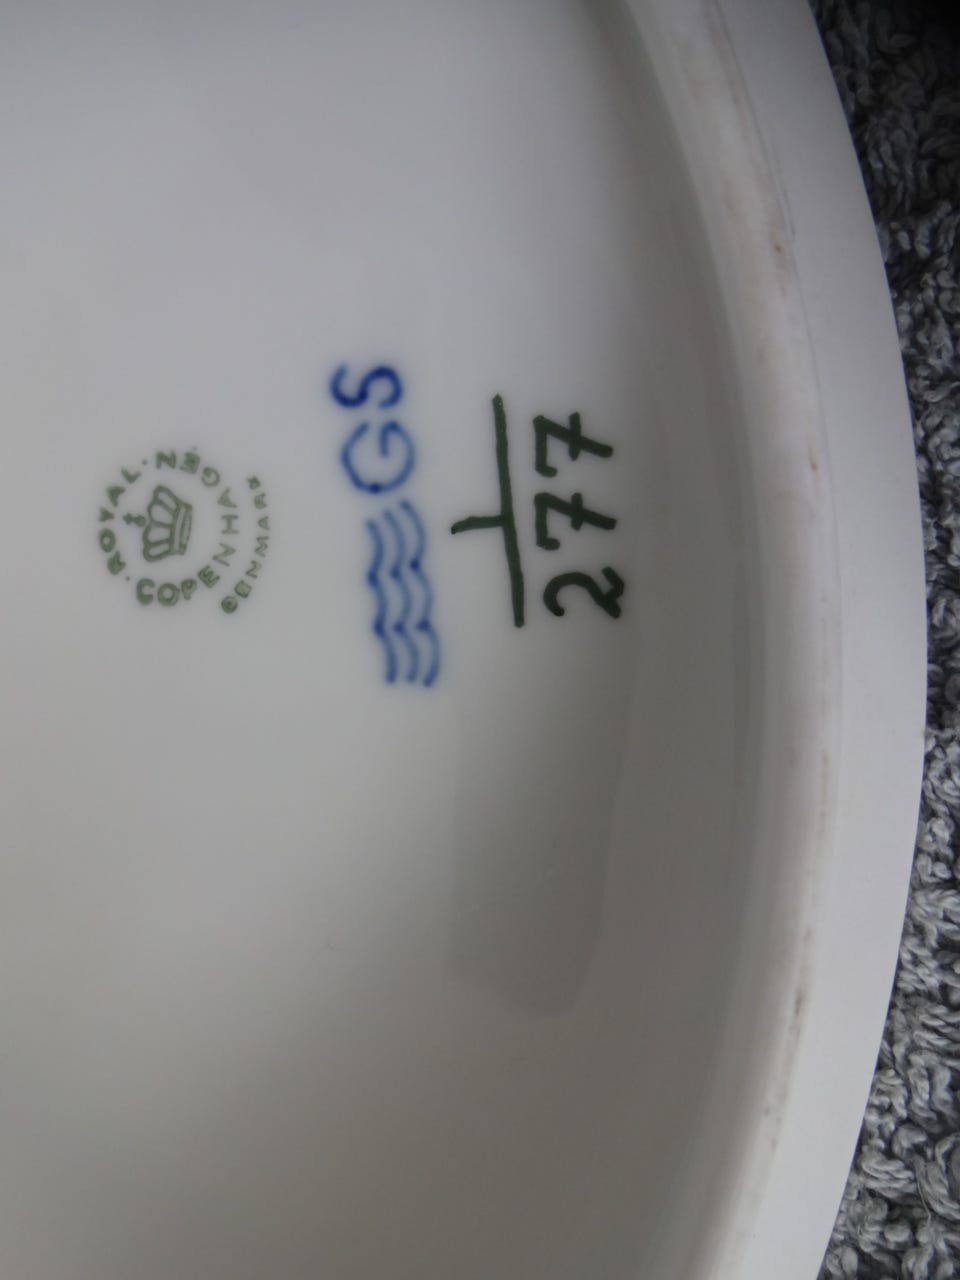 ROYAL · COPENHAGEN ·
DENMARK
GS
1
277